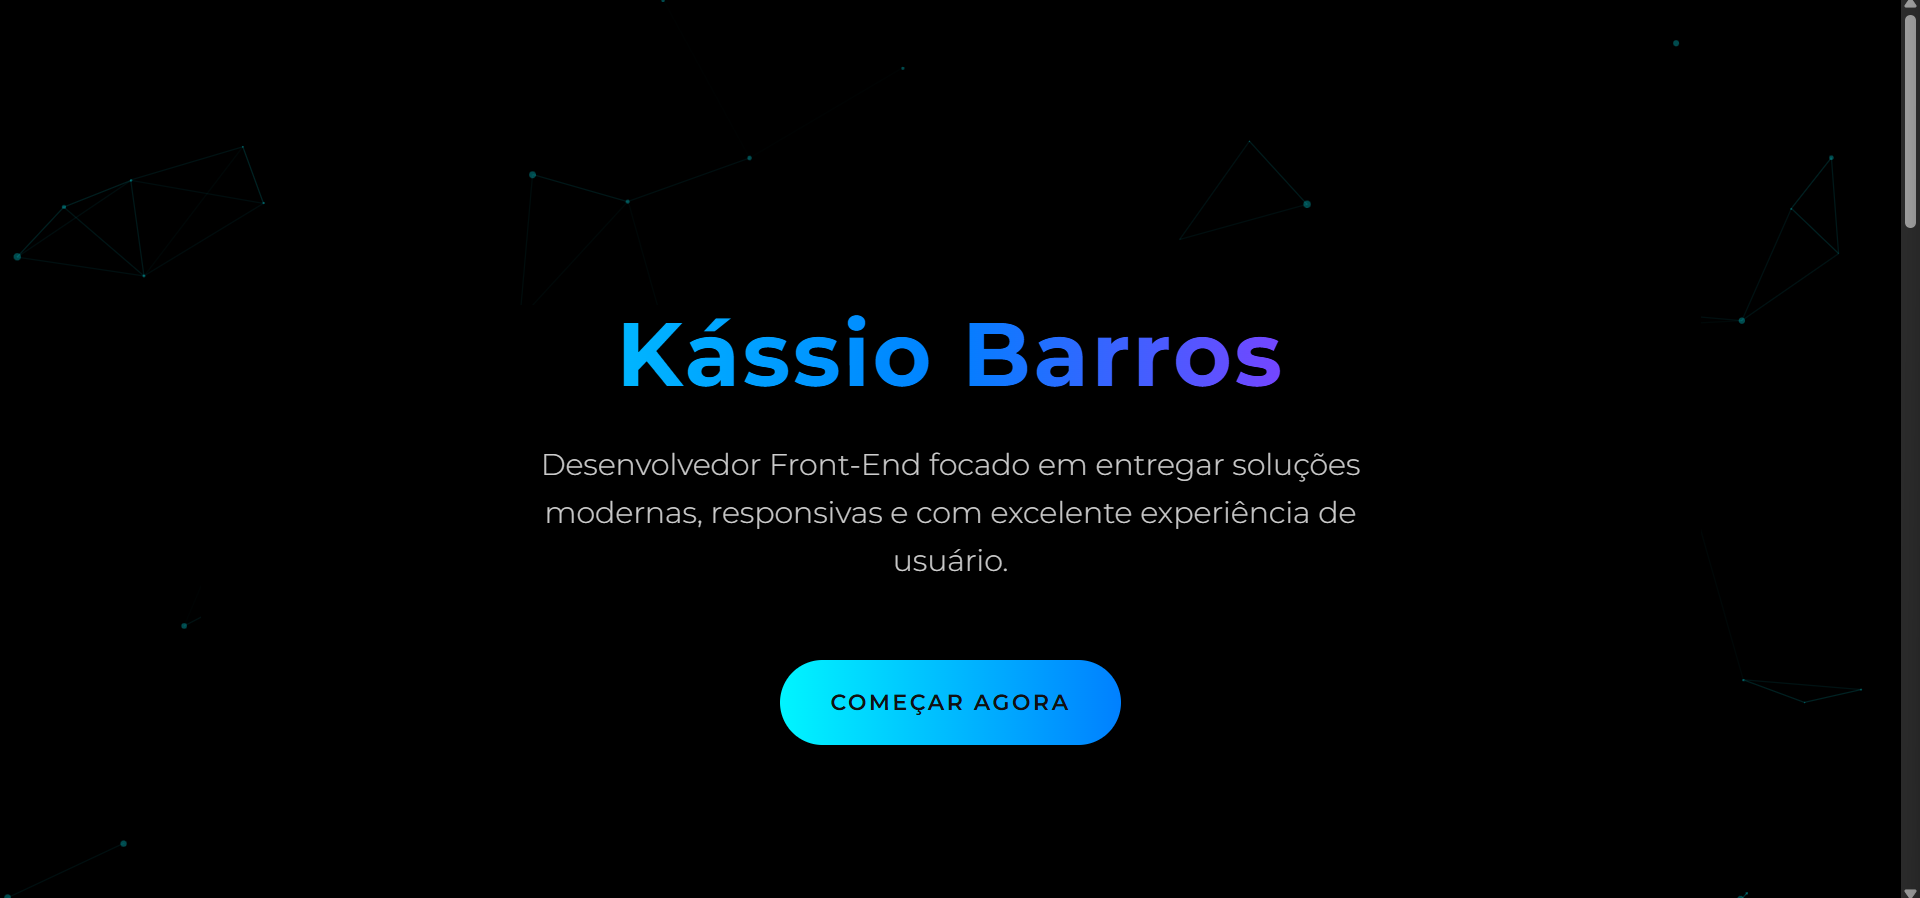 Kássio Barros
Desenvolvedor Front-End focado em entregar soluções
modernas, responsivas e com excelente experiência de
usuário.
COMEÇAR AGORA